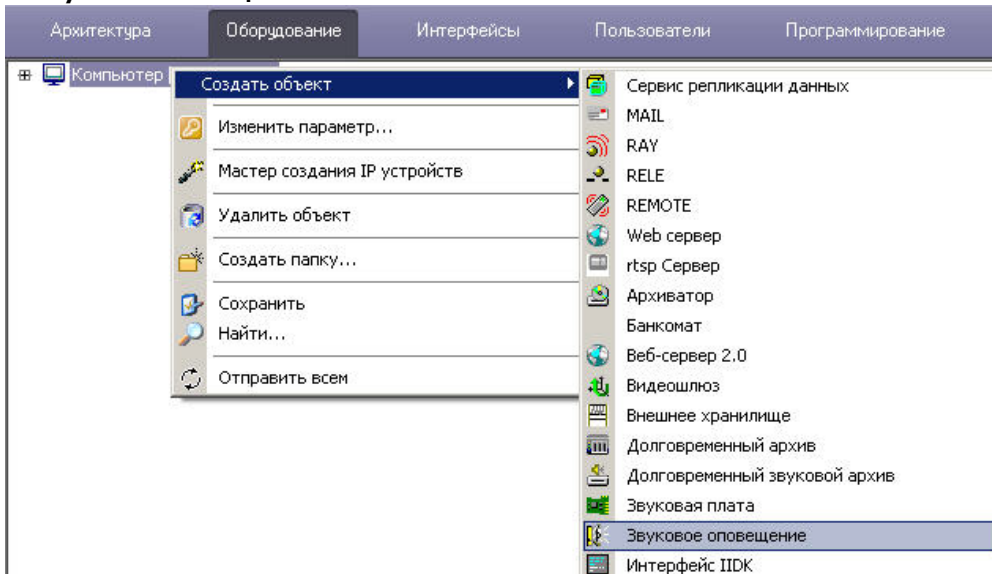 Архитектура Оборудование Интерфейсы Пользователи Программирование
Компьютер
Создать объект
Изменить параметр...
Мастер создания IP устройств
Удалить объект
Создать папку...
Сохранить
Найти...
Отправить всем
Сервис репликации данных
MAIL
RAY
RELE
REMOTE
Web сервер
rtsp Сервер
Архиватор
Банкомат
Веб-сервер 2.0
Видеошлюз
Внешнее хранилище
Долговременный архив
Долговременный звуковой архив
Звуковая плата
Звуковое оповещение
Интерфейс IIDK